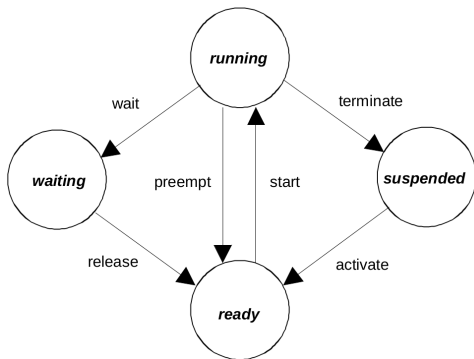 running
wait
terminate
waiting
preempt
start
suspended
release
activate
ready